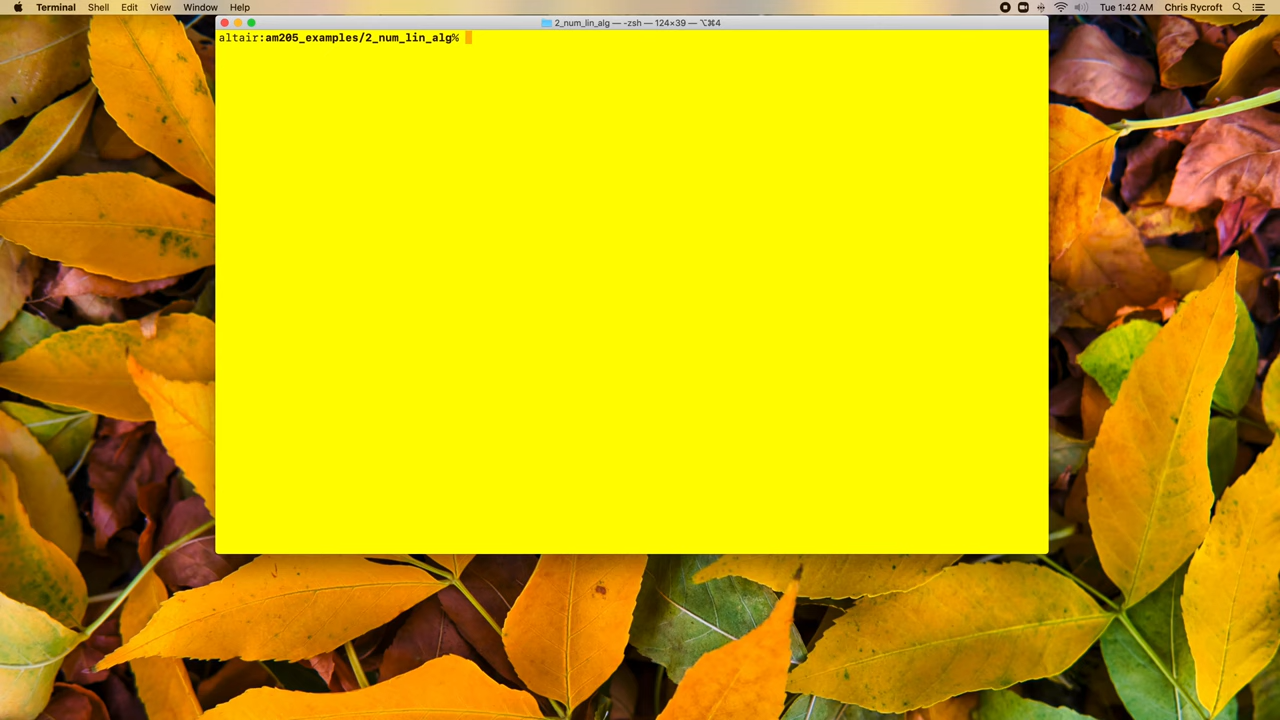 Terminal Shell Edit View Window Help Tue 1:42 AM Chris Rycroft
2_num_lin_alg — -zsh — 124×39 — ⌥⌘4
altair:am205_examples/2_num_lin_alg%